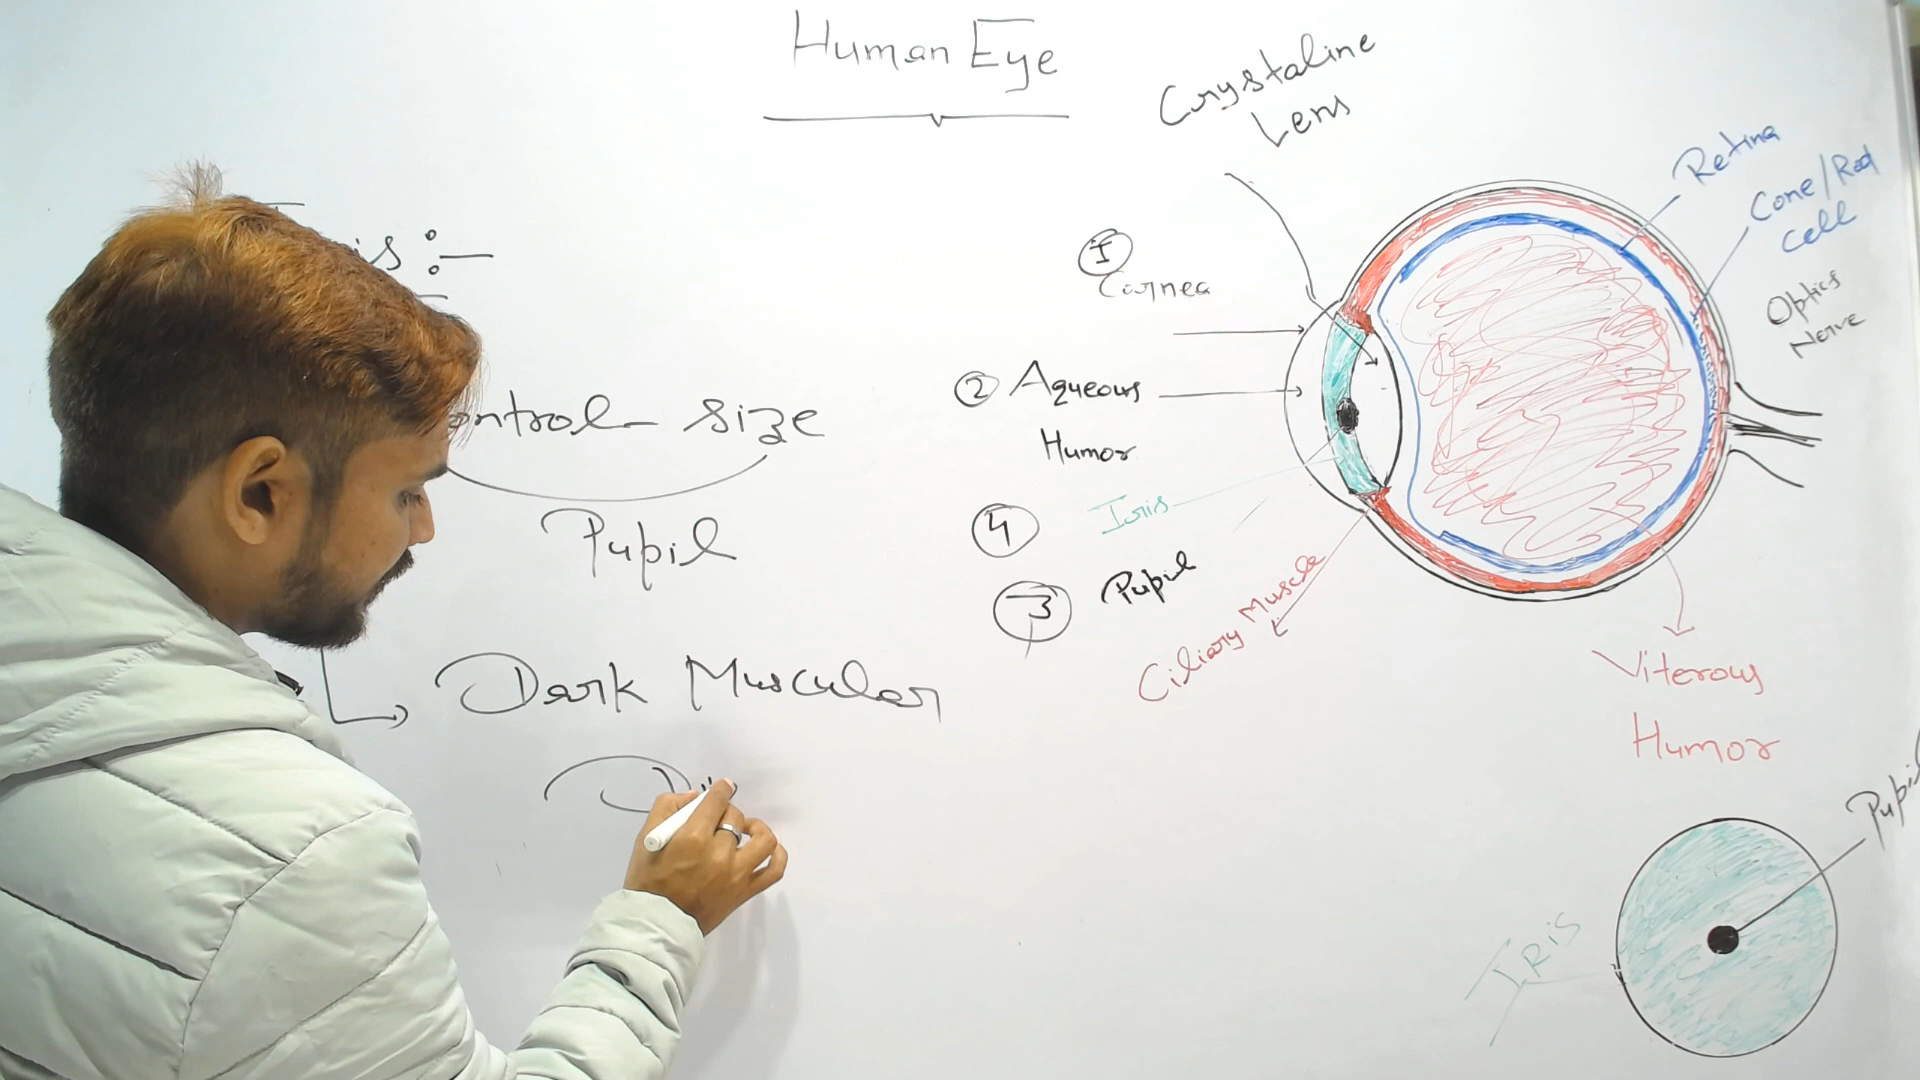 Human Eye
Crystaline
Lens
Retina
Cone/Rod
Cell
Optics
Nerve
1
Cornea
2 Aqueous
Humor
4 Iris
3 Pupil
Ciliary Muscle
Viterous
Humor
Pupil
IRis
ontrol size
Pupil
Dark Muscular